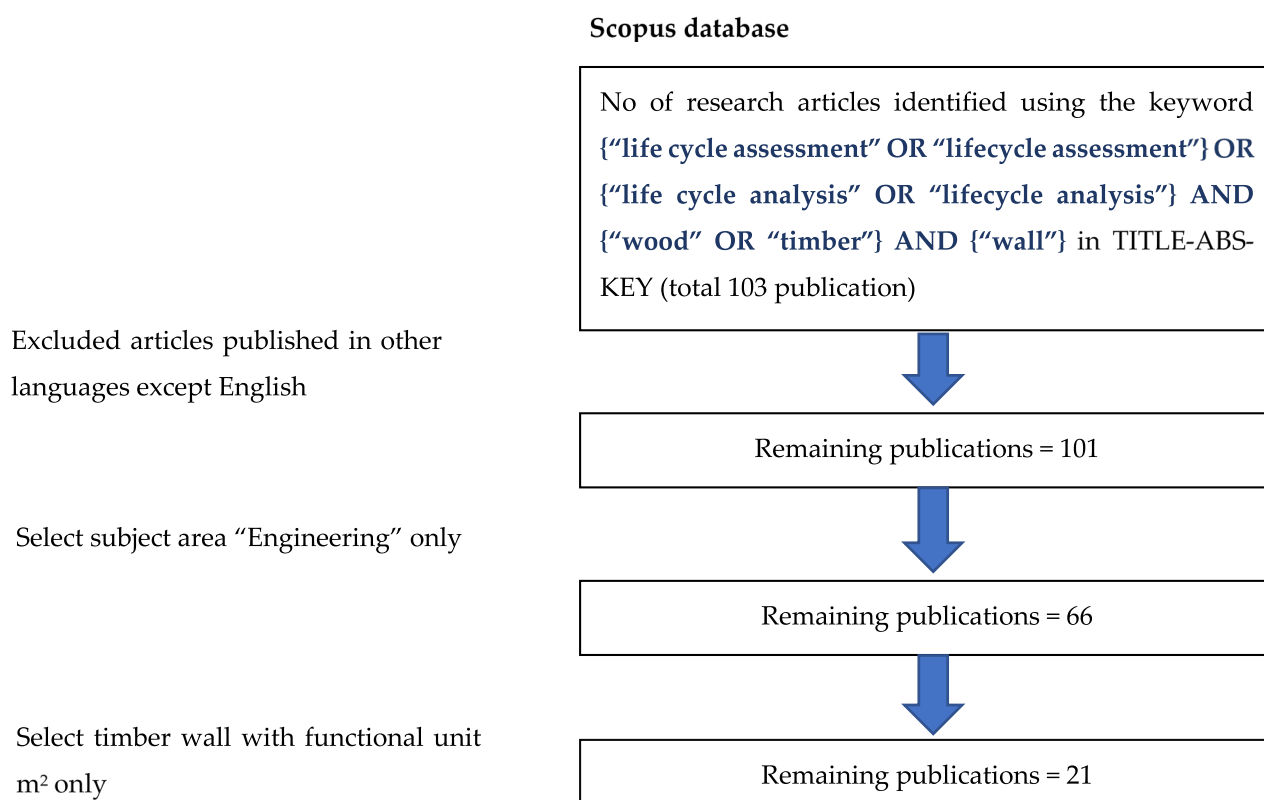 Scopus database
No of research articles identified using the keyword
{“life cycle assessment” OR “lifecycle assessment”} OR
{“life cycle analysis” OR “lifecycle analysis”} AND
{“wood” OR “timber”} AND {“wall”} in TITLE-ABS-
KEY (total 103 publication)
Excluded articles published in other
languages except English
Remaining publications = 101
Select subject area “Engineering” only
Remaining publications = 66
Select timber wall with functional unit
m² only
Remaining publications = 21